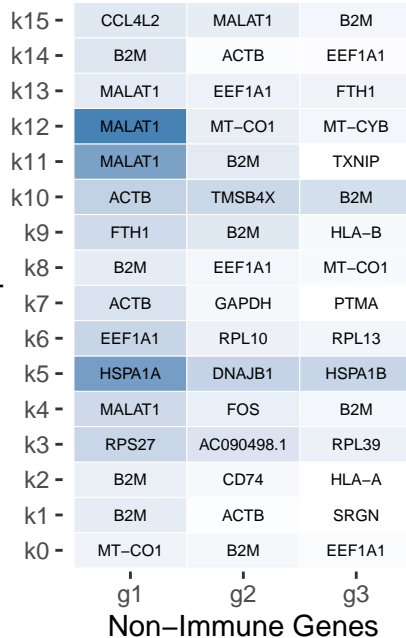 k15 CCL4L2 MALAT1 B2M
k14 B2M ACTB EEF1A1
k13 MALAT1 EEF1A1 FTH1
k12 MALAT1 MT−CO1 MT−CYB
k11 MALAT1 B2M TXNIP
k10 ACTB TMSB4X B2M
k9 FTH1 B2M HLA−B
k8 B2M EEF1A1 MT−CO1
k7 ACTB GAPDH PTMA
k6 EEF1A1 RPL10 RPL13
k5 HSPA1A DNAJB1 HSPA1B
k4 MALAT1 FOS B2M
k3 RPS27 AC090498.1 RPL39
k2 B2M CD74 HLA−A
k1 B2M ACTB SRGN
k0 MT−CO1 B2M EEF1A1
g1 g2 g3
Non−Immune Genes